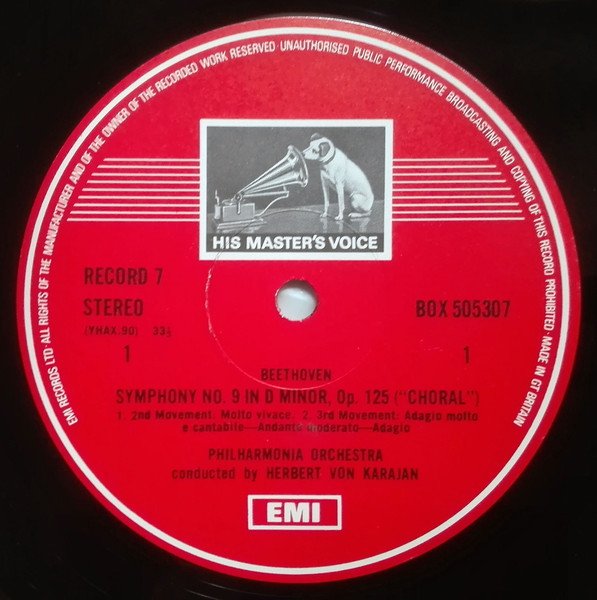 EMI RECORDS LTD·ALL RIGHTS OF THE MANUFACTURER AND OF THE OWNER OF THE RECORDED WORK RESERVED·UNAUTHORISED PUBLIC PERFORMANCE BROADCASTING AND COPYING OF THIS RECORD PROHIBITED·MADE IN GT BRITAIN
HIS MASTER'S VOICE
RECORD 7
STEREO BOX 505307
(YHAX.90) 33⅓
1 1
BEETHOVEN
SYMPHONY NO. 9 IN D MINOR, Op. 125 ("CHORAL")
1. 2nd Movement. Molto vivace. 2. 3rd Movement: Adagio molto
e cantabile—Andante moderato—Adagio
PHILHARMONIA ORCHESTRA
conducted by HERBERT VON KARAJAN
EMI